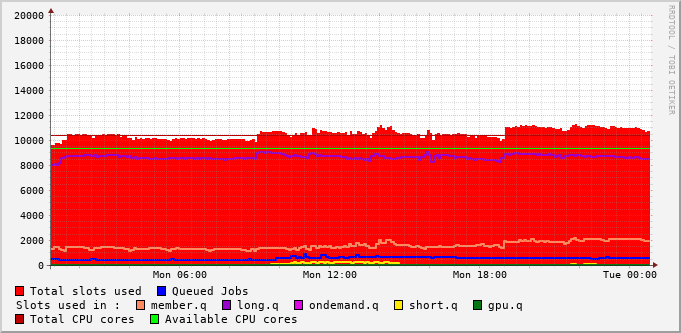 RRDTOOL / TOBI OETIKER
20000
18000
16000
14000
12000
10000
8000
6000
4000
2000
0
Mon 06:00 Mon 12:00 Mon 18:00 Tue 00:00
Total slots used Queued Jobs
Slots used in : member.q long.q ondemand.q short.q gpu.q
Total CPU cores Available CPU cores